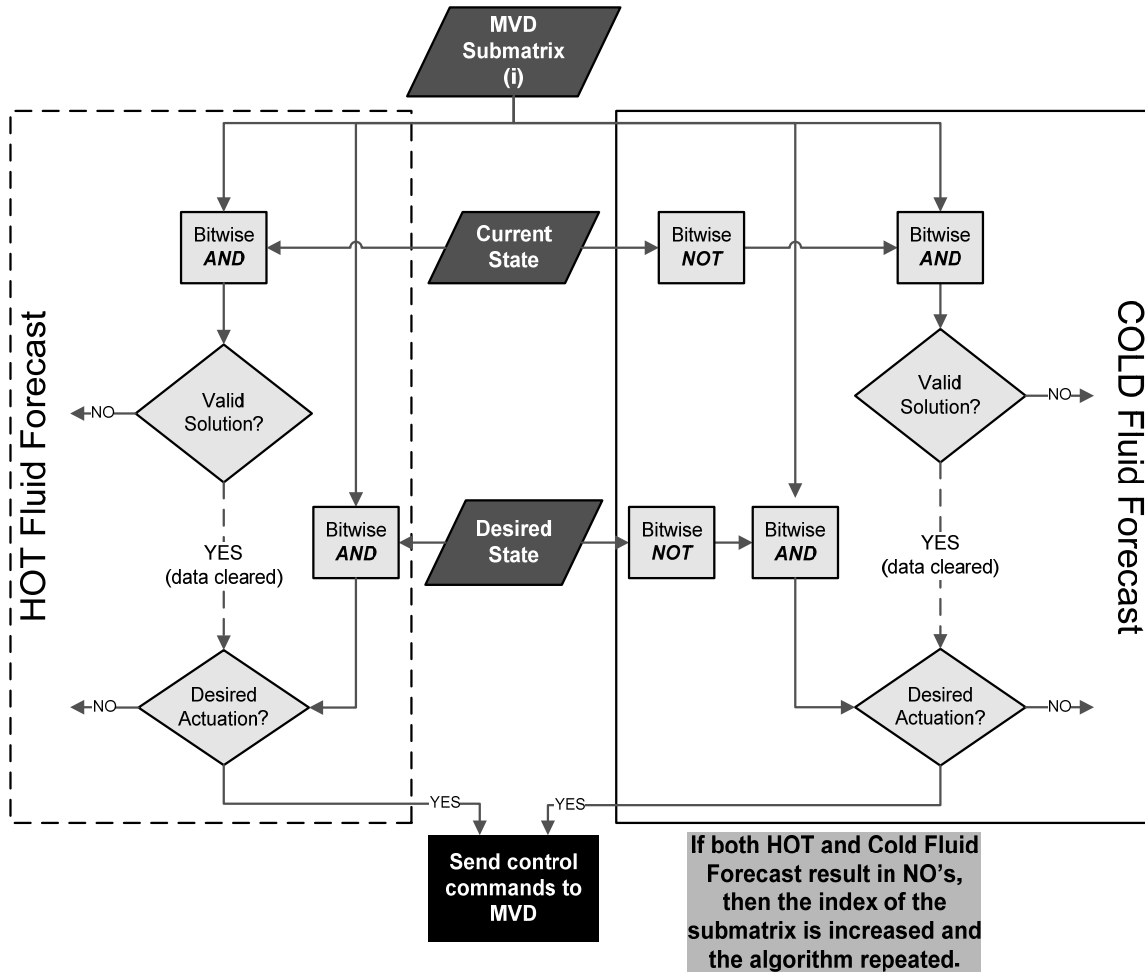 MVD
Submatrix
(i)
HOT Fluid Forecast
Bitwise
AND
Current
State
Bitwise
NOT
Bitwise
AND
COLD Fluid Forecast
Valid
Solution?
NO
Valid
Solution?
NO
YES
(data cleared)
Bitwise
AND
Desired
State
Bitwise
NOT
Bitwise
AND
YES
(data cleared)
Desired
Actuation?
NO
Desired
Actuation?
NO
YES
YES
Send control
commands to
MVD
If both HOT and Cold Fluid
Forecast result in NO's,
then the index of the
submatrix is increased and
the algorithm repeated.